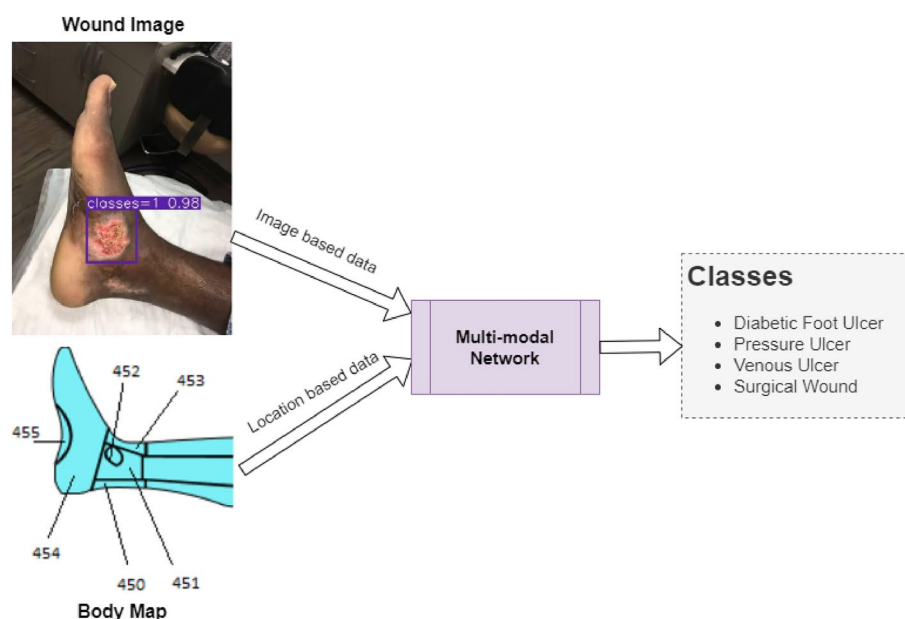 Wound Image
classes=1 0.98
Image based data
Multi-modal
Network
Classes
• Diabetic Foot Ulcer
• Pressure Ulcer
• Venous Ulcer
• Surgical Wound
Location based data
452
453
455
454
450
451
Body Map